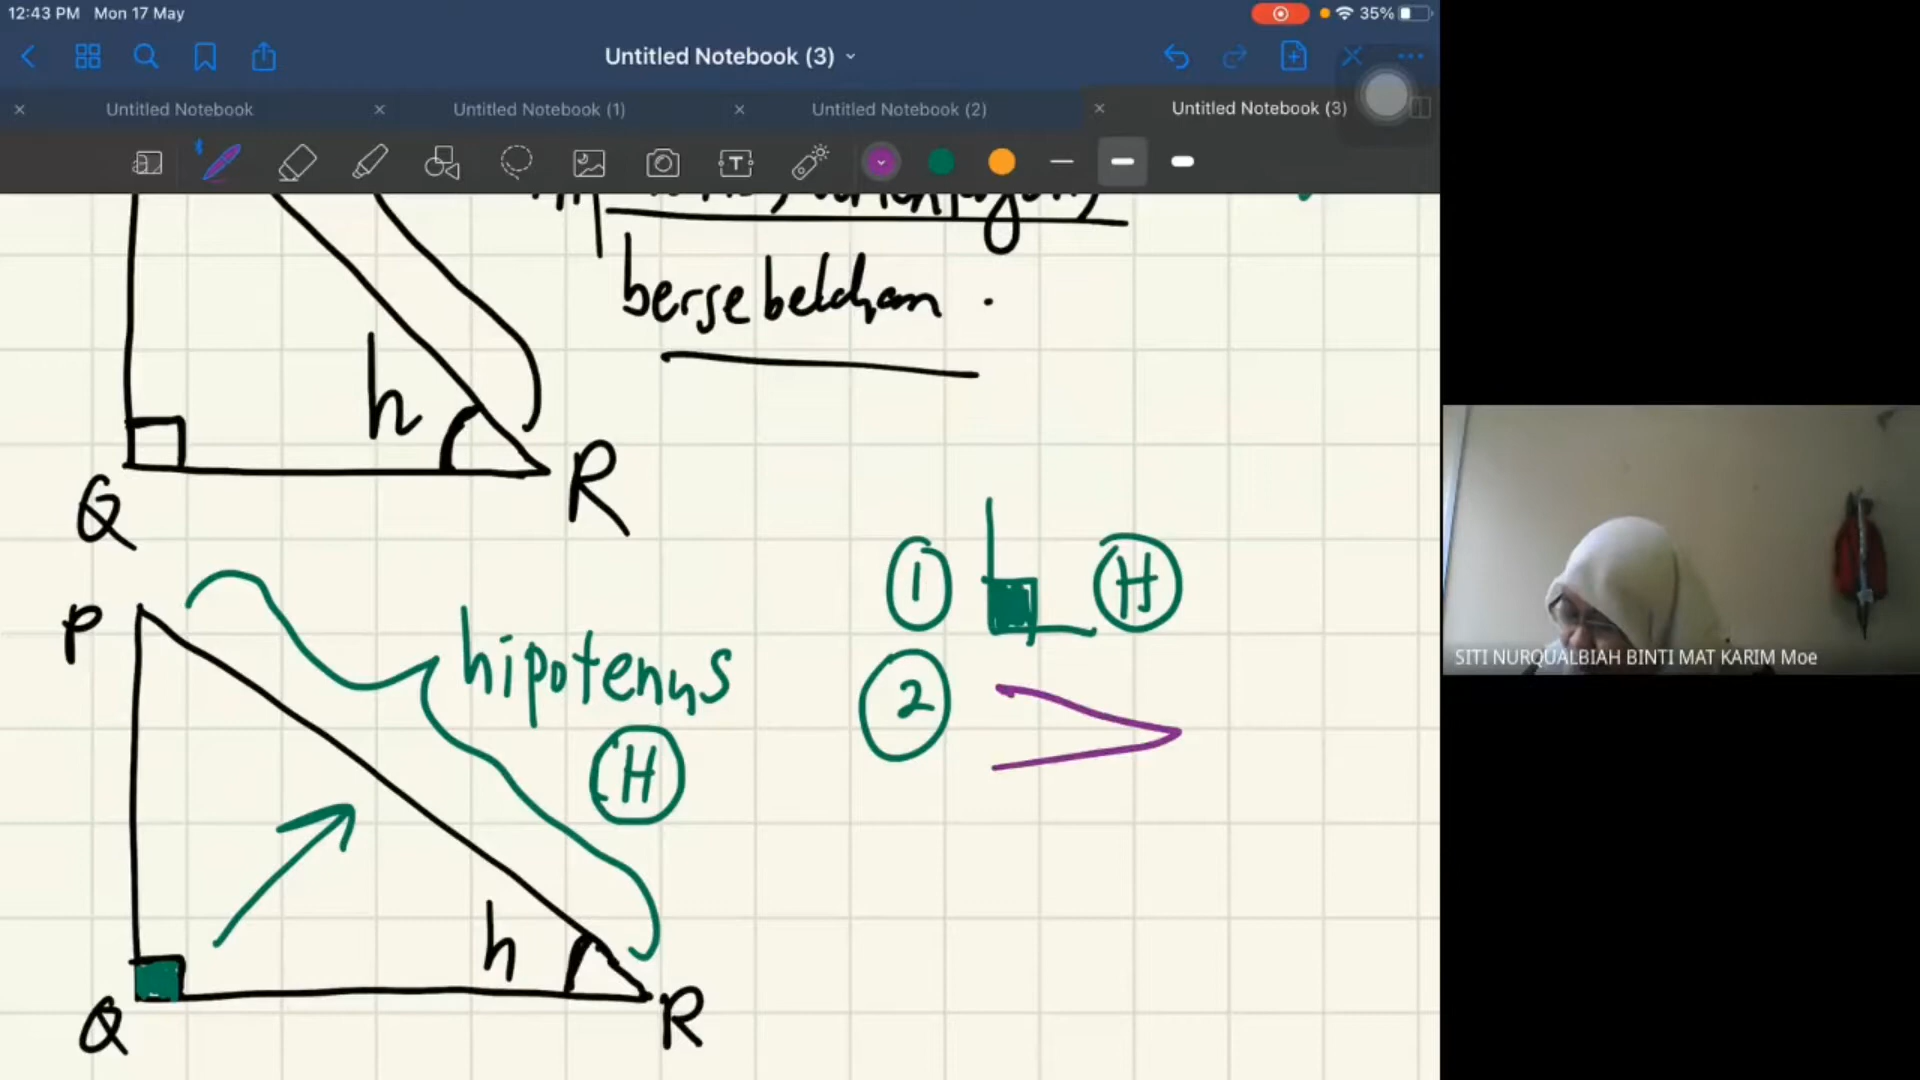 12:43 PM Mon 17 May
35%
Untitled Notebook (3)
Untitled Notebook
Untitled Notebook (1)
Untitled Notebook (2)
Untitled Notebook (3)
T
bersebelahan .
h
Q
R
1
H
P
hipotenus
2
H
SITI NURQUALBIAH BINTI MAT KARIM Moe
h
Q
R